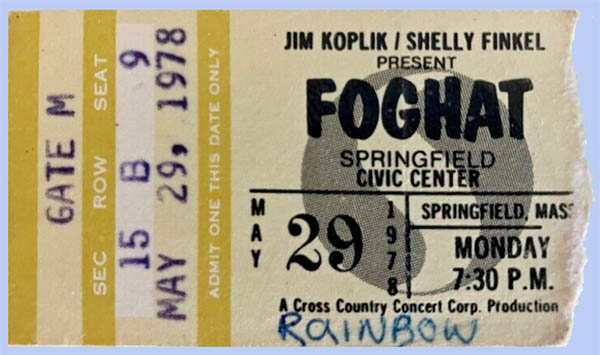 GATE M
SEC ROW SEAT
15 B 9
MAY 29, 1978
ADMIT ONE THIS DATE ONLY
JIM KOPLIK / SHELLY FINKEL
PRESENT
FOGHAT
SPRINGFIELD
CIVIC CENTER
MAY 29 1978
SPRINGFIELD, MASS
MONDAY
7:30 P.M.
A Cross Country Concert Corp. Production
RAiNBOW